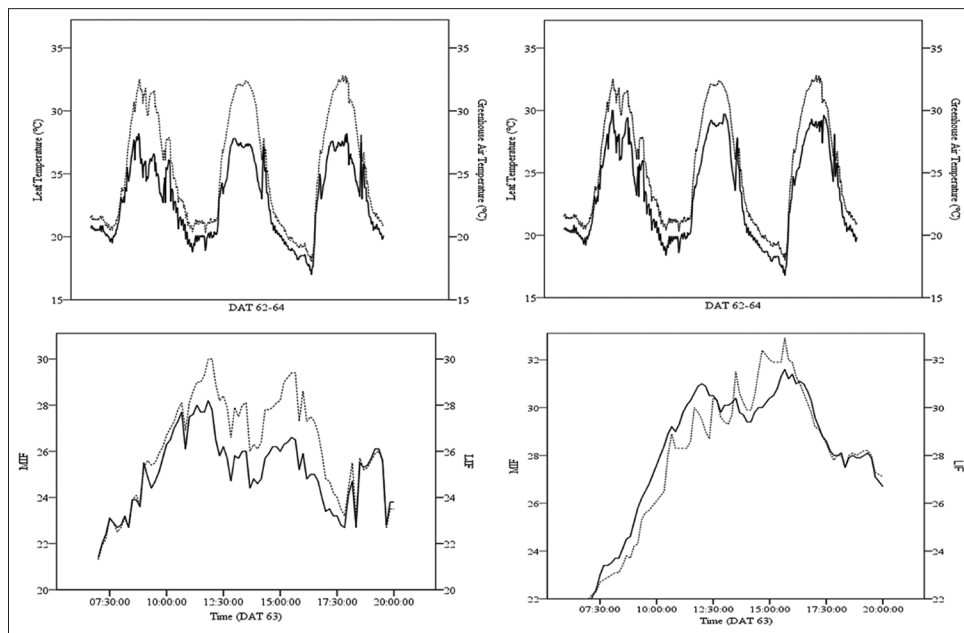 35 35 35 35
30 30 30 30
25 25 25 25
20 20 20 20
15 15 15 15
Leaf Temperature (°C)
Greenhouse Air Temperature (°C)
Leaf Temperature (°C)
Greenhouse Air Temperature (°C)
DAT 62-64 DAT 62-64
30 30
28 28
26 26
24 24
22 22
20 20
MIF
LIF
07:30:00 10:00:00 12:30:00 15:00:00 17:30:00 20:00:00
Time (DAT 63)
32 32
30 30
28 28
26 26
24 24
22 22
MIF
LIF
07:30:00 10:00:00 12:30:00 15:00:00 17:30:00 20:00:00
Time (DAT 63)